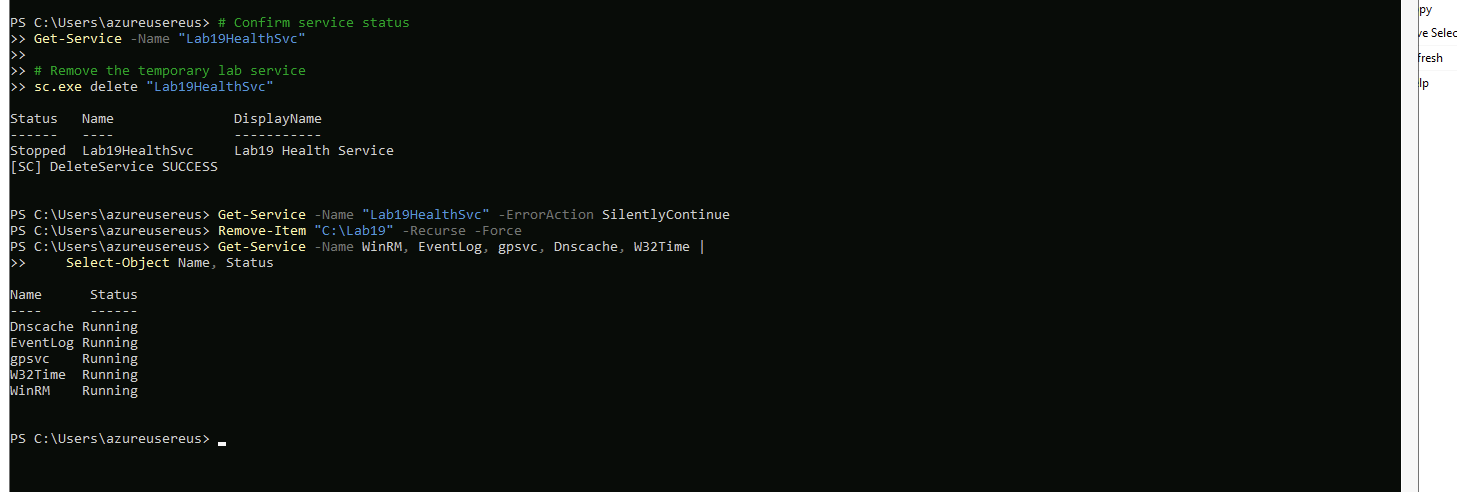 PS C:\Users\azureusereus> # Confirm service status
>> Get-Service -Name "Lab19HealthSvc"
>>
>> # Remove the temporary lab service
>> sc.exe delete "Lab19HealthSvc"
Status   Name               DisplayName
------   ----               -----------
Stopped  Lab19HealthSvc     Lab19 Health Service
[SC] DeleteService SUCCESS
PS C:\Users\azureusereus> Get-Service -Name "Lab19HealthSvc" -ErrorAction SilentlyContinue
PS C:\Users\azureusereus> Remove-Item "C:\Lab19" -Recurse -Force
PS C:\Users\azureusereus> Get-Service -Name WinRM, EventLog, gpsvc, Dnscache, W32Time |
>>     Select-Object Name, Status
Name      Status
----      ------
Dnscache Running
EventLog Running
gpsvc    Running
W32Time  Running
WinRM    Running
PS C:\Users\azureusereus>
py
ve Selec
fresh
lp